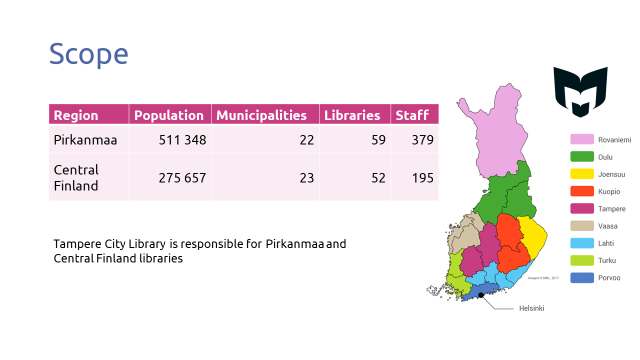 Scope
Region Population Municipalities Libraries Staff
Pirkanmaa 511 348 22 59 379
Central
Finland 275 657 23 52 195
Tampere City Library is responsible for Pirkanmaa and
Central Finland libraries
Rovaniemi
Oulu
Joensuu
Kuopio
Tampere
Vaasa
Lahti
Turku
Porvoo
Helsinki